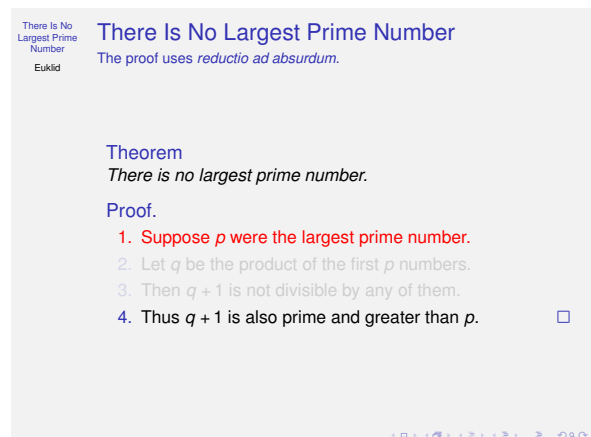 There Is No
Largest Prime
Number
Euklid
There Is No Largest Prime Number
The proof uses reductio ad absurdum.
Theorem
There is no largest prime number.
Proof.
1. Suppose p were the largest prime number.
2. Let q be the product of the first p numbers.
3. Then q + 1 is not divisible by any of them.
4. Thus q + 1 is also prime and greater than p. □